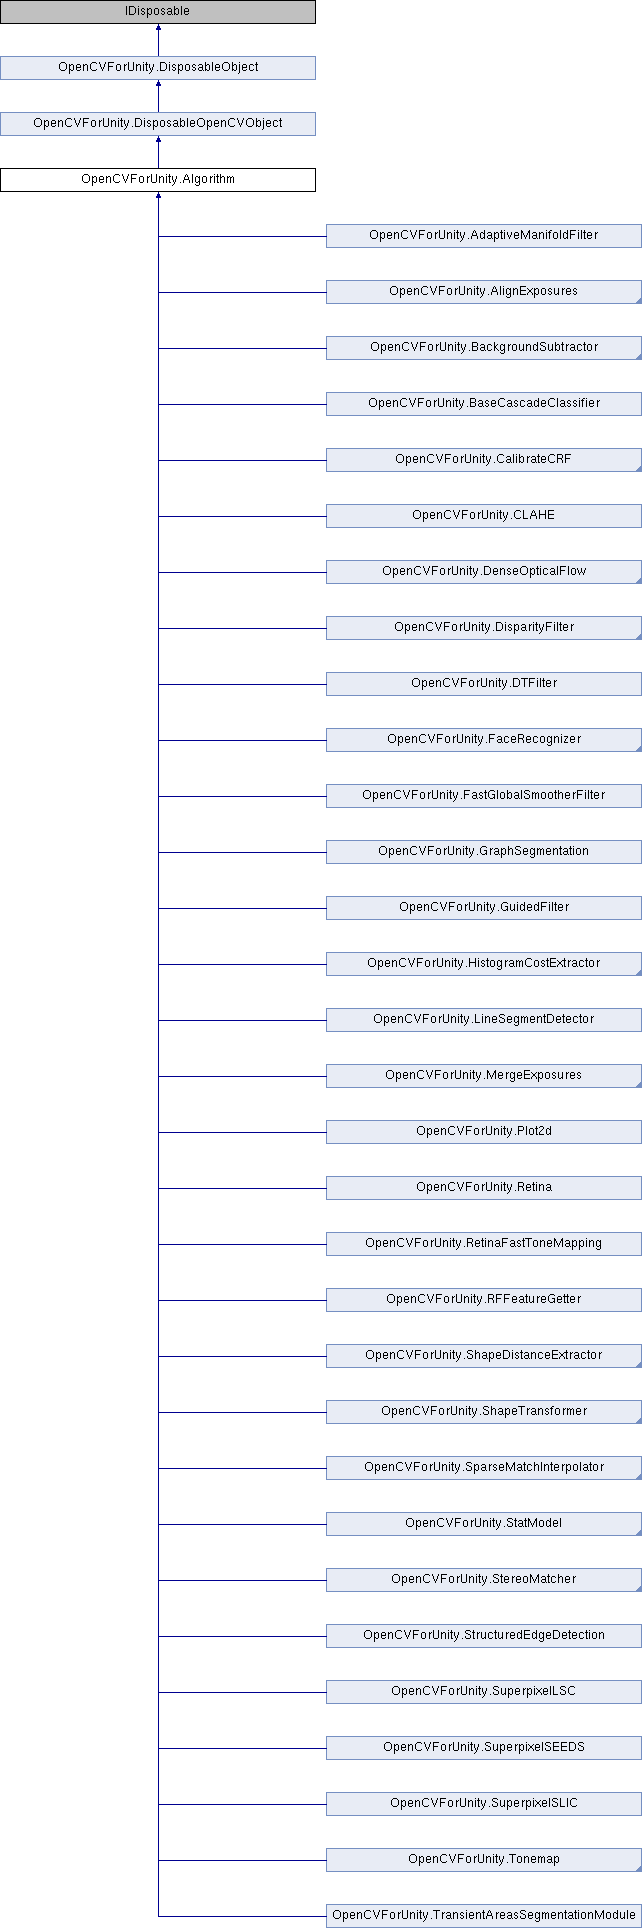 IDisposable
OpenCVForUnity.DisposableObject
OpenCVForUnity.DisposableOpenCVObject
OpenCVForUnity.Algorithm
OpenCVForUnity.AdaptiveManifoldFilter
OpenCVForUnity.AlignExposures
OpenCVForUnity.BackgroundSubtractor
OpenCVForUnity.BaseCascadeClassifier
OpenCVForUnity.CalibrateCRF
OpenCVForUnity.CLAHE
OpenCVForUnity.DenseOpticalFlow
OpenCVForUnity.DisparityFilter
OpenCVForUnity.DTFilter
OpenCVForUnity.FaceRecognizer
OpenCVForUnity.FastGlobalSmootherFilter
OpenCVForUnity.GraphSegmentation
OpenCVForUnity.GuidedFilter
OpenCVForUnity.HistogramCostExtractor
OpenCVForUnity.LineSegmentDetector
OpenCVForUnity.MergeExposures
OpenCVForUnity.Plot2d
OpenCVForUnity.Retina
OpenCVForUnity.RetinaFastToneMapping
OpenCVForUnity.RFFeatureGetter
OpenCVForUnity.ShapeDistanceExtractor
OpenCVForUnity.ShapeTransformer
OpenCVForUnity.SparseMatchInterpolator
OpenCVForUnity.StatModel
OpenCVForUnity.StereoMatcher
OpenCVForUnity.StructuredEdgeDetection
OpenCVForUnity.SuperpixelLSC
OpenCVForUnity.SuperpixelSEEDS
OpenCVForUnity.SuperpixelSLIC
OpenCVForUnity.Tonemap
OpenCVForUnity.TransientAreasSegmentationModule